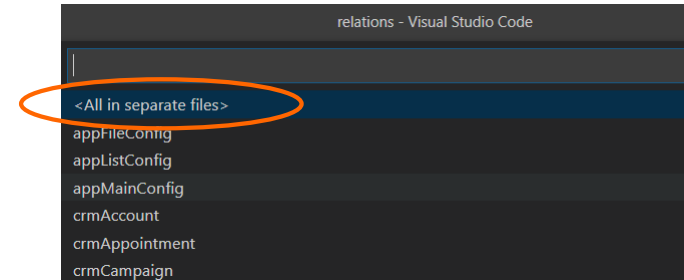 relations - Visual Studio Code
<All in separate files>
appFileConfig
appListConfig
appMainConfig
crmAccount
crmAppointment
crmCampaign